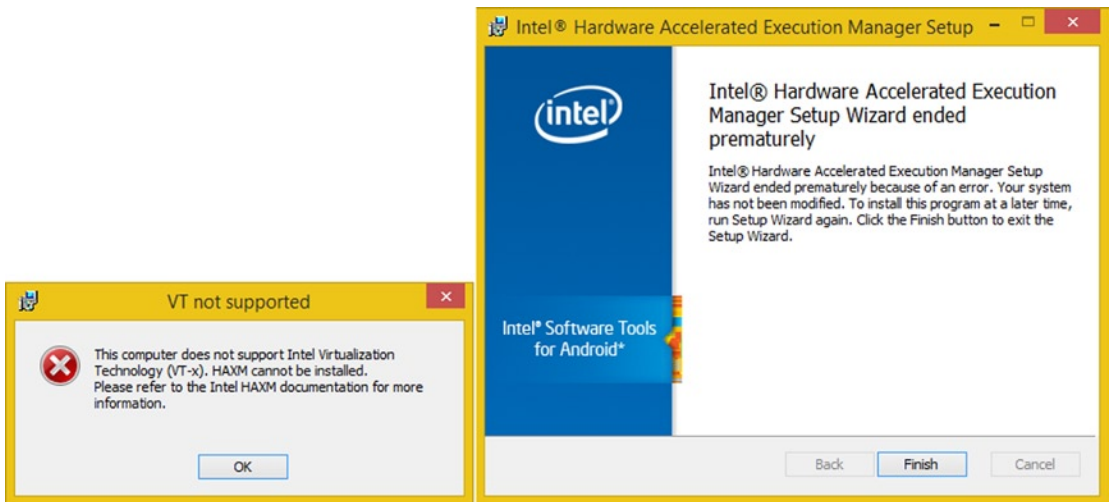 VT not supported
This computer does not support Intel Virtualization
Technology (VT-x). HAXM cannot be installed.
Please refer to the Intel HAXM documentation for more
information.
OK
Intel® Hardware Accelerated Execution Manager Setup
intel
Intel® Software Tools
for Android*
Intel® Hardware Accelerated Execution
Manager Setup Wizard ended
prematurely
Intel® Hardware Accelerated Execution Manager Setup
Wizard ended prematurely because of an error. Your system
has not been modified. To install this program at a later time,
run Setup Wizard again. Click the Finish button to exit the
Setup Wizard.
Back Finish Cancel